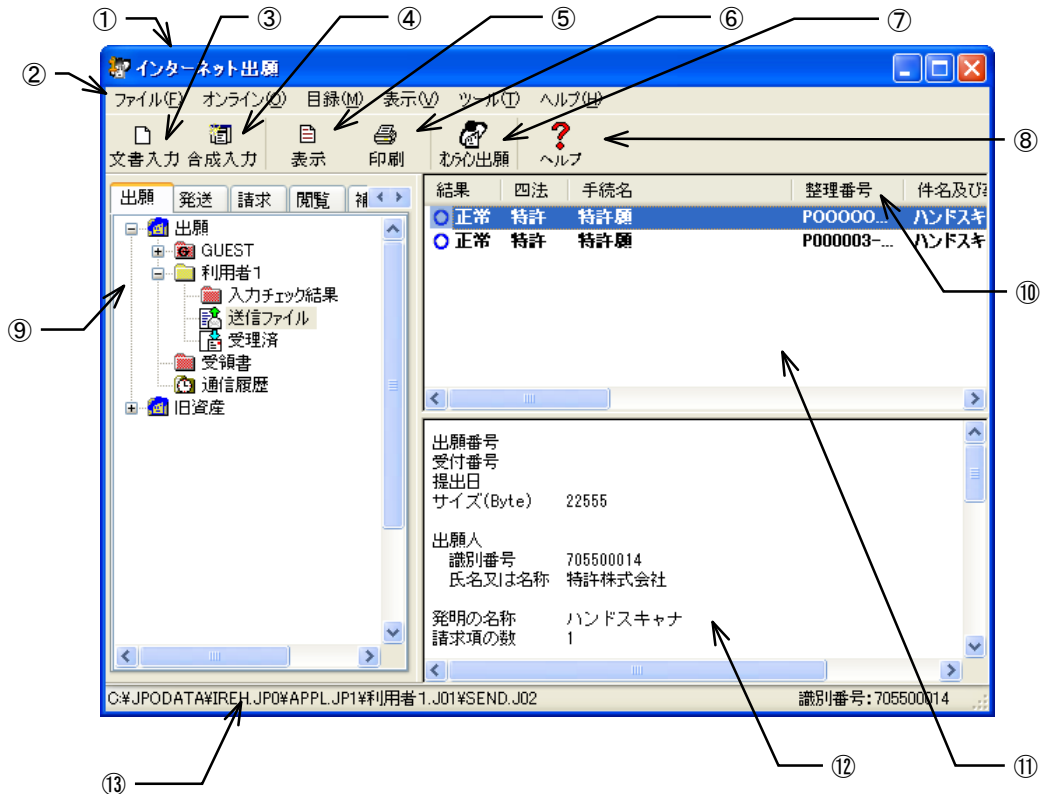 ① ③ ④ ⑤ ⑥ ⑦
②
インターネット出願
ファイル(F) オンライン(O) 目録(M) 表示(V) ツール(T) ヘルプ(H)
文書入力 合成入力 表示 印刷 オンライン出願 ヘルプ
⑧
出願 発送 請求 閲覧
結果 四法 手続名 整理番号 件名及び
正常 特許 特許願 P00000... ハンドスキ
正常 特許 特許願 P000003-... ハンドスキ
出願
GUEST
利用者1
入力チェック結果
送信ファイル
受理済
受領書
通信履歴
旧資産
⑨
⑩
出願番号
受付番号
提出日
サイズ(Byte) 22555
出願人
識別番号 705500014
氏名又は名称 特許株式会社
発明の名称 ハンドスキャナ
請求項の数 1
C:¥JPODATA¥IREH.JP0¥APPL.JP1¥利用者1.J01¥SEND.J02 識別番号:705500014
⑬ ⑫ ⑪